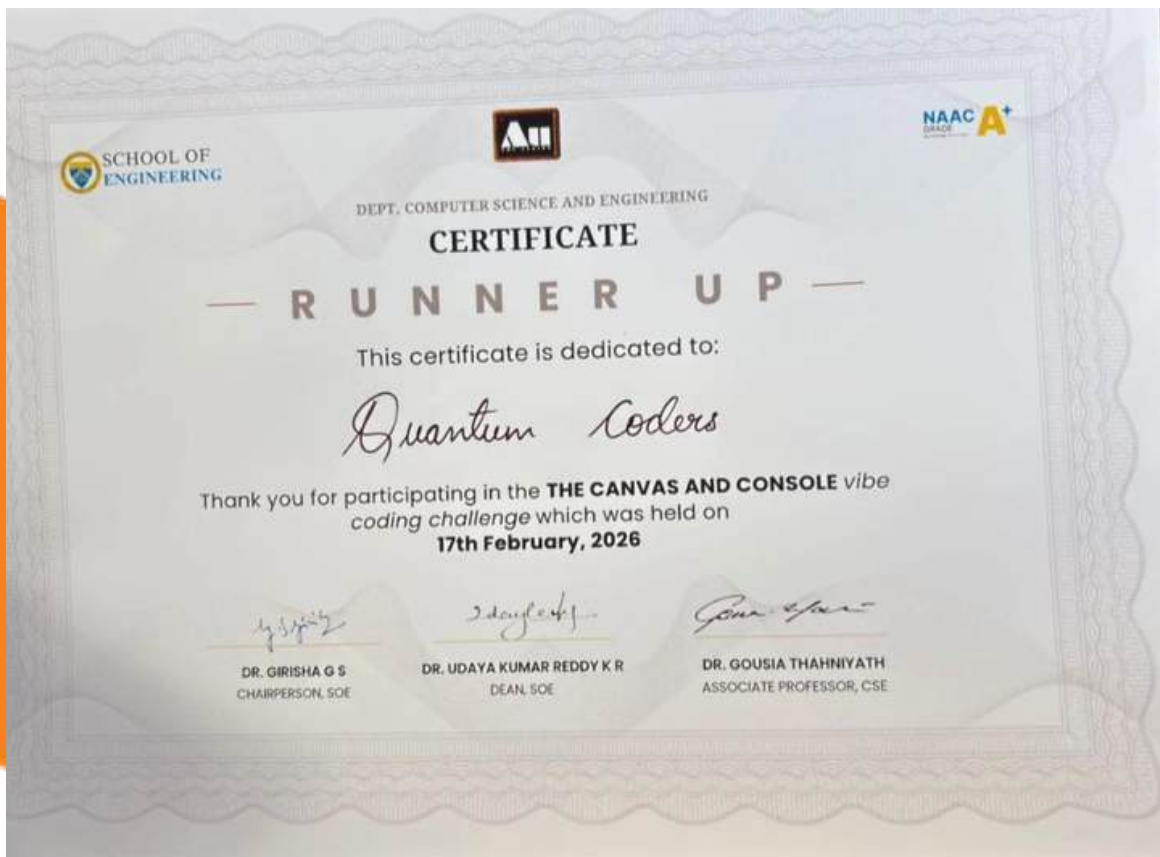 SCHOOL OF
ENGINEERING
AU
NAAC A+
GRADE
DEPT. COMPUTER SCIENCE AND ENGINEERING
CERTIFICATE
RUNNER UP
This certificate is dedicated to:
Quantum Coders
Thank you for participating in the THE CANVAS AND CONSOLE vibe
coding challenge which was held on
17th February, 2026
DR. GIRISHA G S
CHAIRPERSON, SOE
DR. UDAYA KUMAR REDDY K R
DEAN, SOE
DR. GOUSIA THAHNIYATH
ASSOCIATE PROFESSOR, CSE